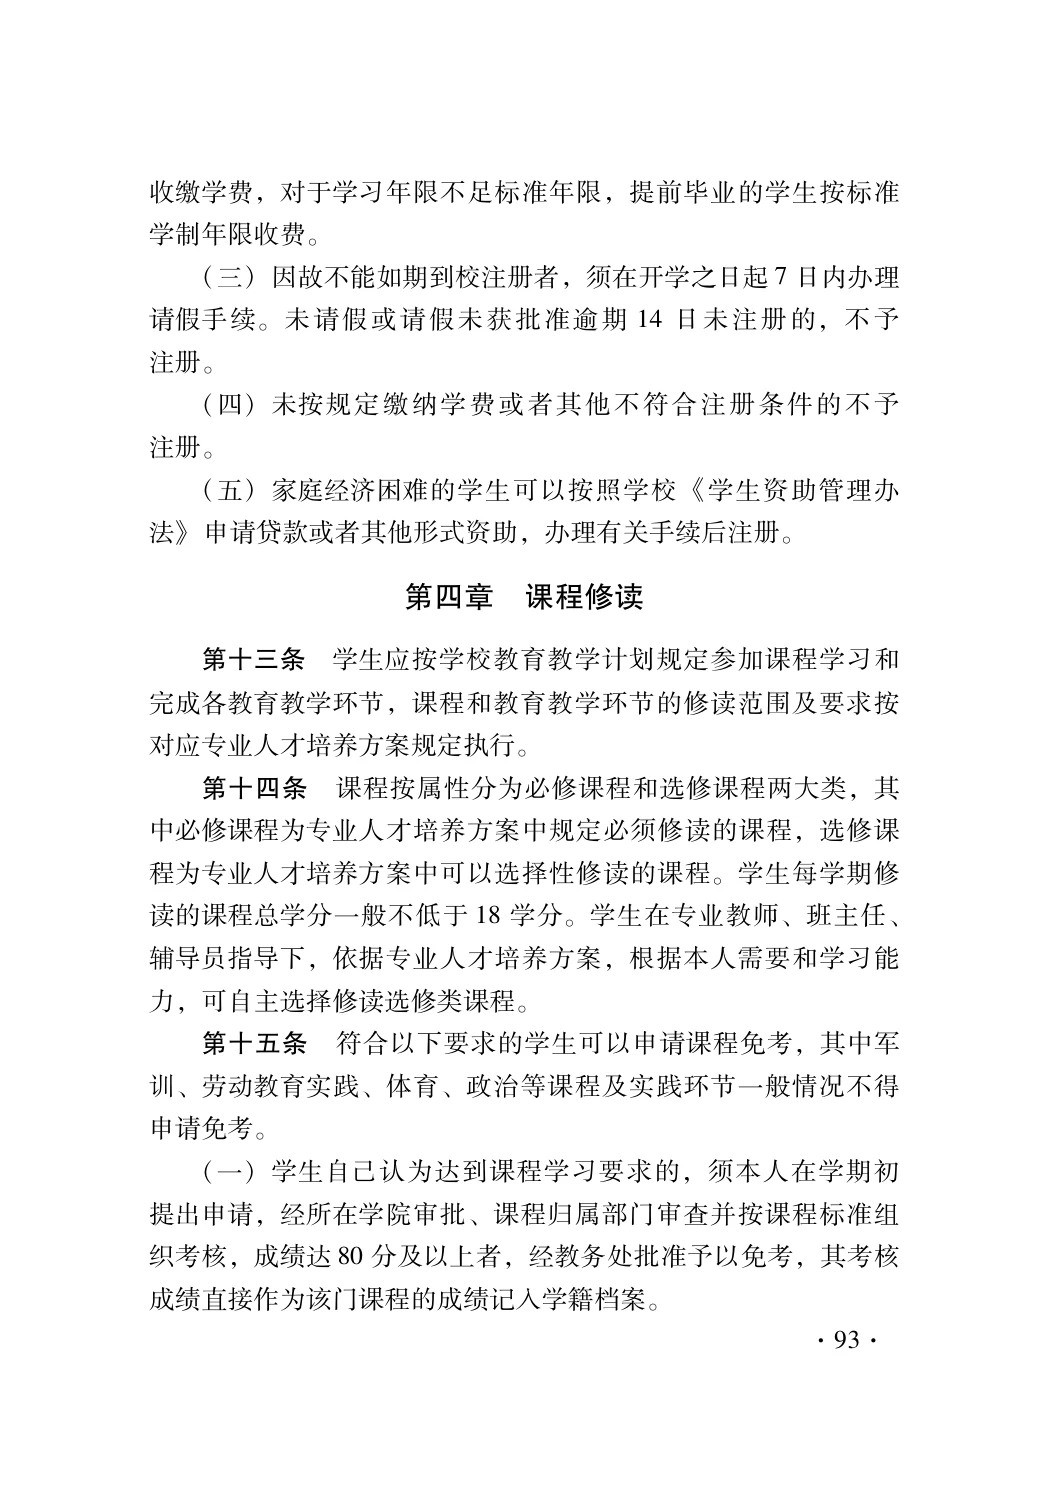 收缴学费，对于学习年限不足标准年限，提前毕业的学生按标准
学制年限收费。
（三）因故不能如期到校注册者，须在开学之日起 7 日内办理
请假手续。未请假或请假未获批准逾期 14 日未注册的，不予
注册。
（四）未按规定缴纳学费或者其他不符合注册条件的不予
注册。
（五）家庭经济困难的学生可以按照学校《学生资助管理办
法》申请贷款或者其他形式资助，办理有关手续后注册。
第四章　课程修读
第十三条　学生应按学校教育教学计划规定参加课程学习和
完成各教育教学环节，课程和教育教学环节的修读范围及要求按
对应专业人才培养方案规定执行。
第十四条　课程按属性分为必修课程和选修课程两大类，其
中必修课程为专业人才培养方案中规定必须修读的课程，选修课
程为专业人才培养方案中可以选择性修读的课程。学生每学期修
读的课程总学分一般不低于 18 学分。学生在专业教师、班主任、
辅导员指导下，依据专业人才培养方案，根据本人需要和学习能
力，可自主选择修读选修类课程。
第十五条　符合以下要求的学生可以申请课程免考，其中军
训、劳动教育实践、体育、政治等课程及实践环节一般情况不得
申请免考。
（一）学生自己认为达到课程学习要求的，须本人在学期初
提出申请，经所在学院审批、课程归属部门审查并按课程标准组
织考核，成绩达 80 分及以上者，经教务处批准予以免考，其考核
成绩直接作为该门课程的成绩记入学籍档案。
· 93 ·